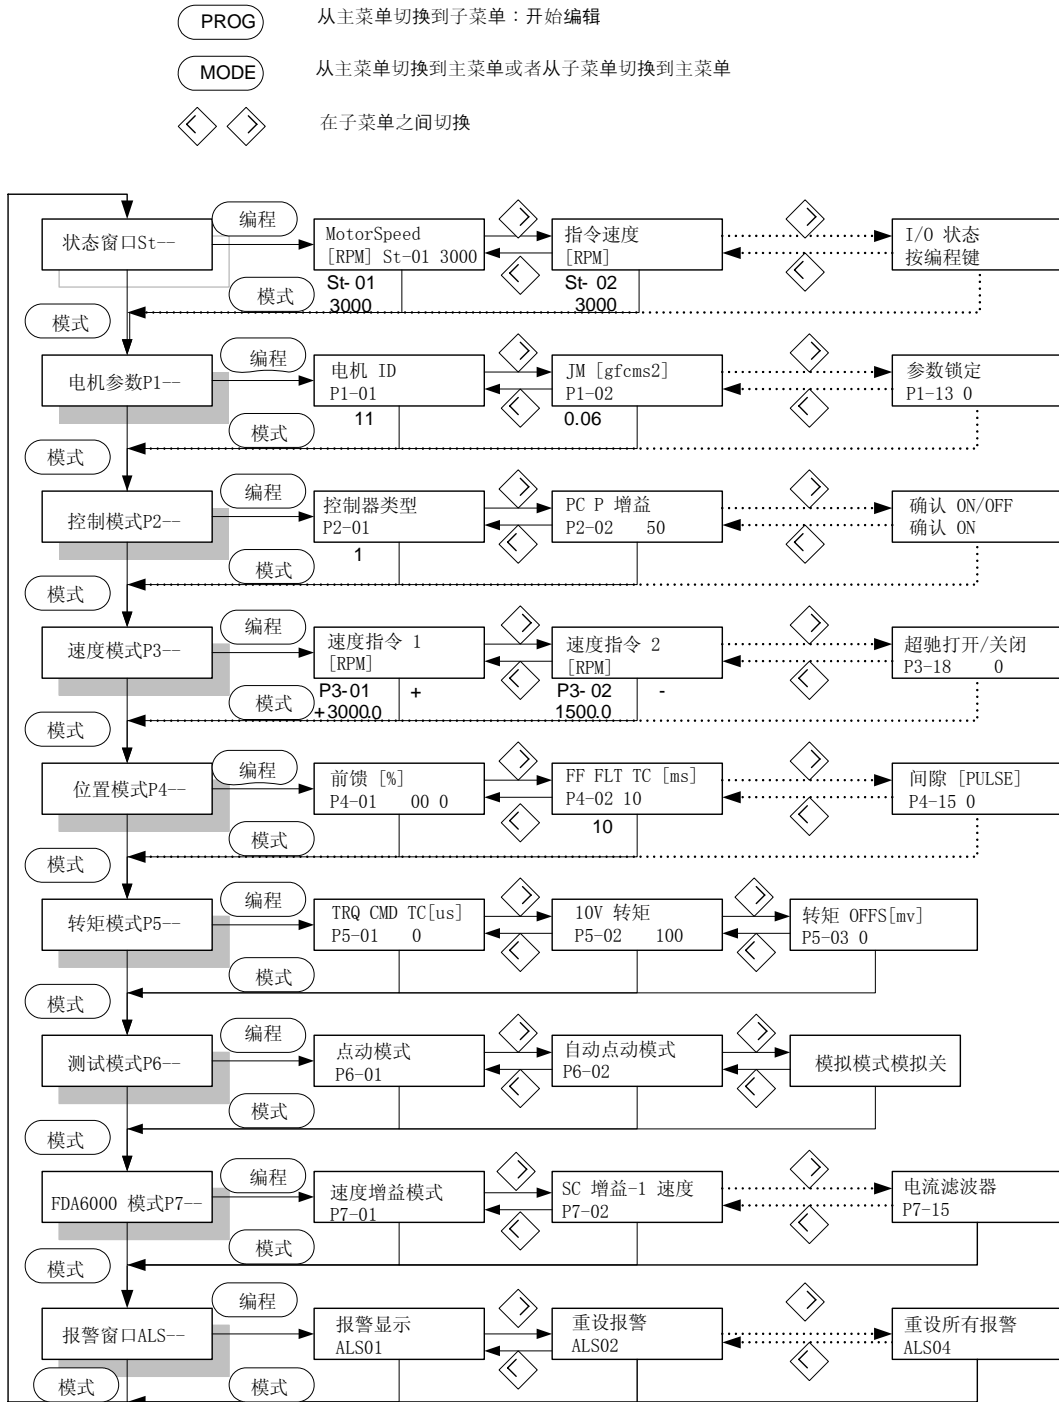 PROG
从主菜单切换到子菜单：开始编辑
MODE
从主菜单切换到主菜单或者从子菜单切换到主菜单
在子菜单之间切换
编程
状态窗口St--
MotorSpeed
[RPM] St-01 3000
指令速度
[RPM]
I/O 状态
按编程键
模式
St- 01
3000
St- 02
3000
模式
编程
电机参数P1--
电机 ID
P1-01
JM [gfcms2]
P1-02
参数锁定
P1-13 0
模式
11
0.06
模式
编程
控制模式P2--
控制器类型
P2-01
PC P 增益
P2-02 50
确认 ON/OFF
确认 ON
1
模式
模式
编程
速度模式P3--
速度指令 1
[RPM]
速度指令 2
[RPM]
超驰打开/关闭
P3-18 0
模式
P3-01 +
+3000.0
P3- 02 -
1500.0
模式
编程
位置模式P4--
前馈 [%]
P4-01 00 0
FF FLT TC [ms]
P4-02 10
间隙 [PULSE]
P4-15 0
10
模式
模式
编程
转矩模式P5--
TRQ CMD TC[us]
P5-01 0
10V 转矩
P5-02 100
转矩 OFFS[mv]
P5-03 0
模式
模式
编程
测试模式P6--
点动模式
P6-01
自动点动模式
P6-02
模拟模式模拟关
模式
模式
编程
FDA6000 模式P7--
速度增益模式
P7-01
SC 增益-1 速度
P7-02
电流滤波器
P7-15
模式
模式
编程
报警窗口ALS--
报警显示
ALS01
重设报警
ALS02
重设所有报警
ALS04
模式
模式